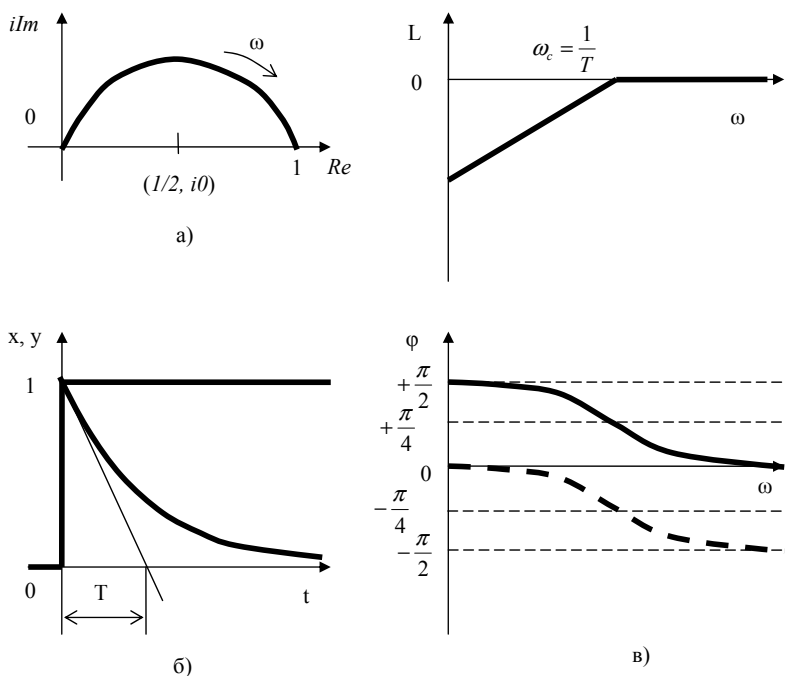 iIm
ω
0
1
Re
(1/2, i0)
а)
L
ω_c = 1/T
0
ω
х, у
1
0
T
t
б)
φ
+π/2
+π/4
0
ω
-π/4
-π/2
в)